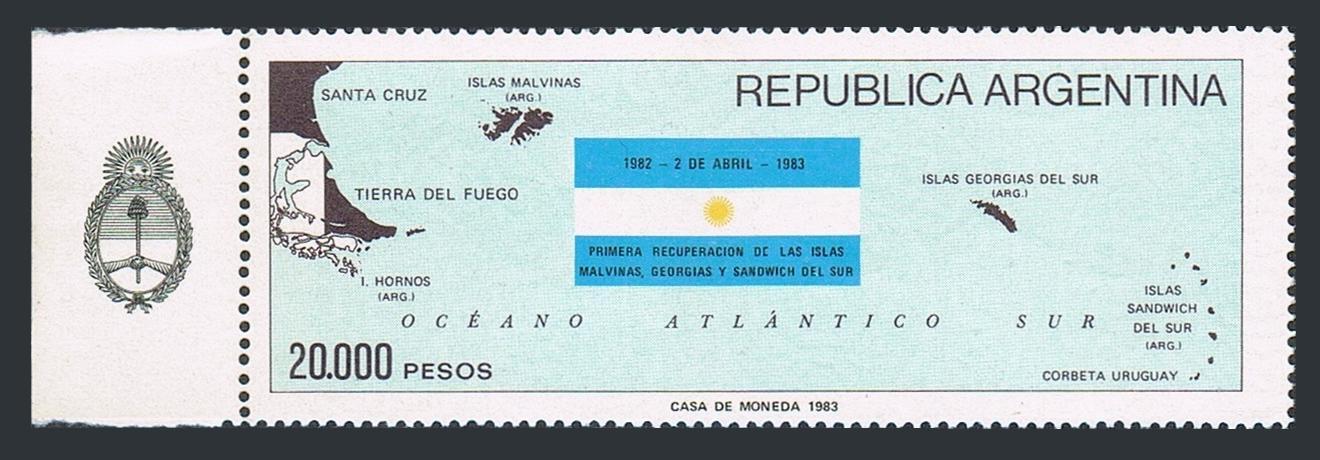 REPUBLICA ARGENTINA
ISLAS MALVINAS
(ARG.)
SANTA CRUZ
1982 – 2 DE ABRIL – 1983
TIERRA DEL FUEGO
ISLAS GEORGIAS DEL SUR
(ARG.)
PRIMERA RECUPERACION DE LAS ISLAS
MALVINAS, GEORGIAS Y SANDWICH DEL SUR
I. HORNOS
(ARG.)
ISLAS
SANDWICH
DEL SUR
(ARG.)
OCÉANO ATLÁNTICO SUR
20.000 PESOS
CORBETA URUGUAY
CASA DE MONEDA 1983